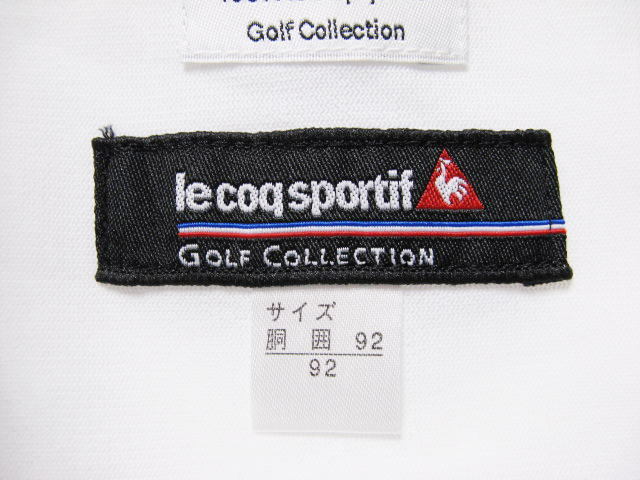 Golf Collection
le coq sportif
GOLF COLLECTION
サイズ
胴 囲 92
92